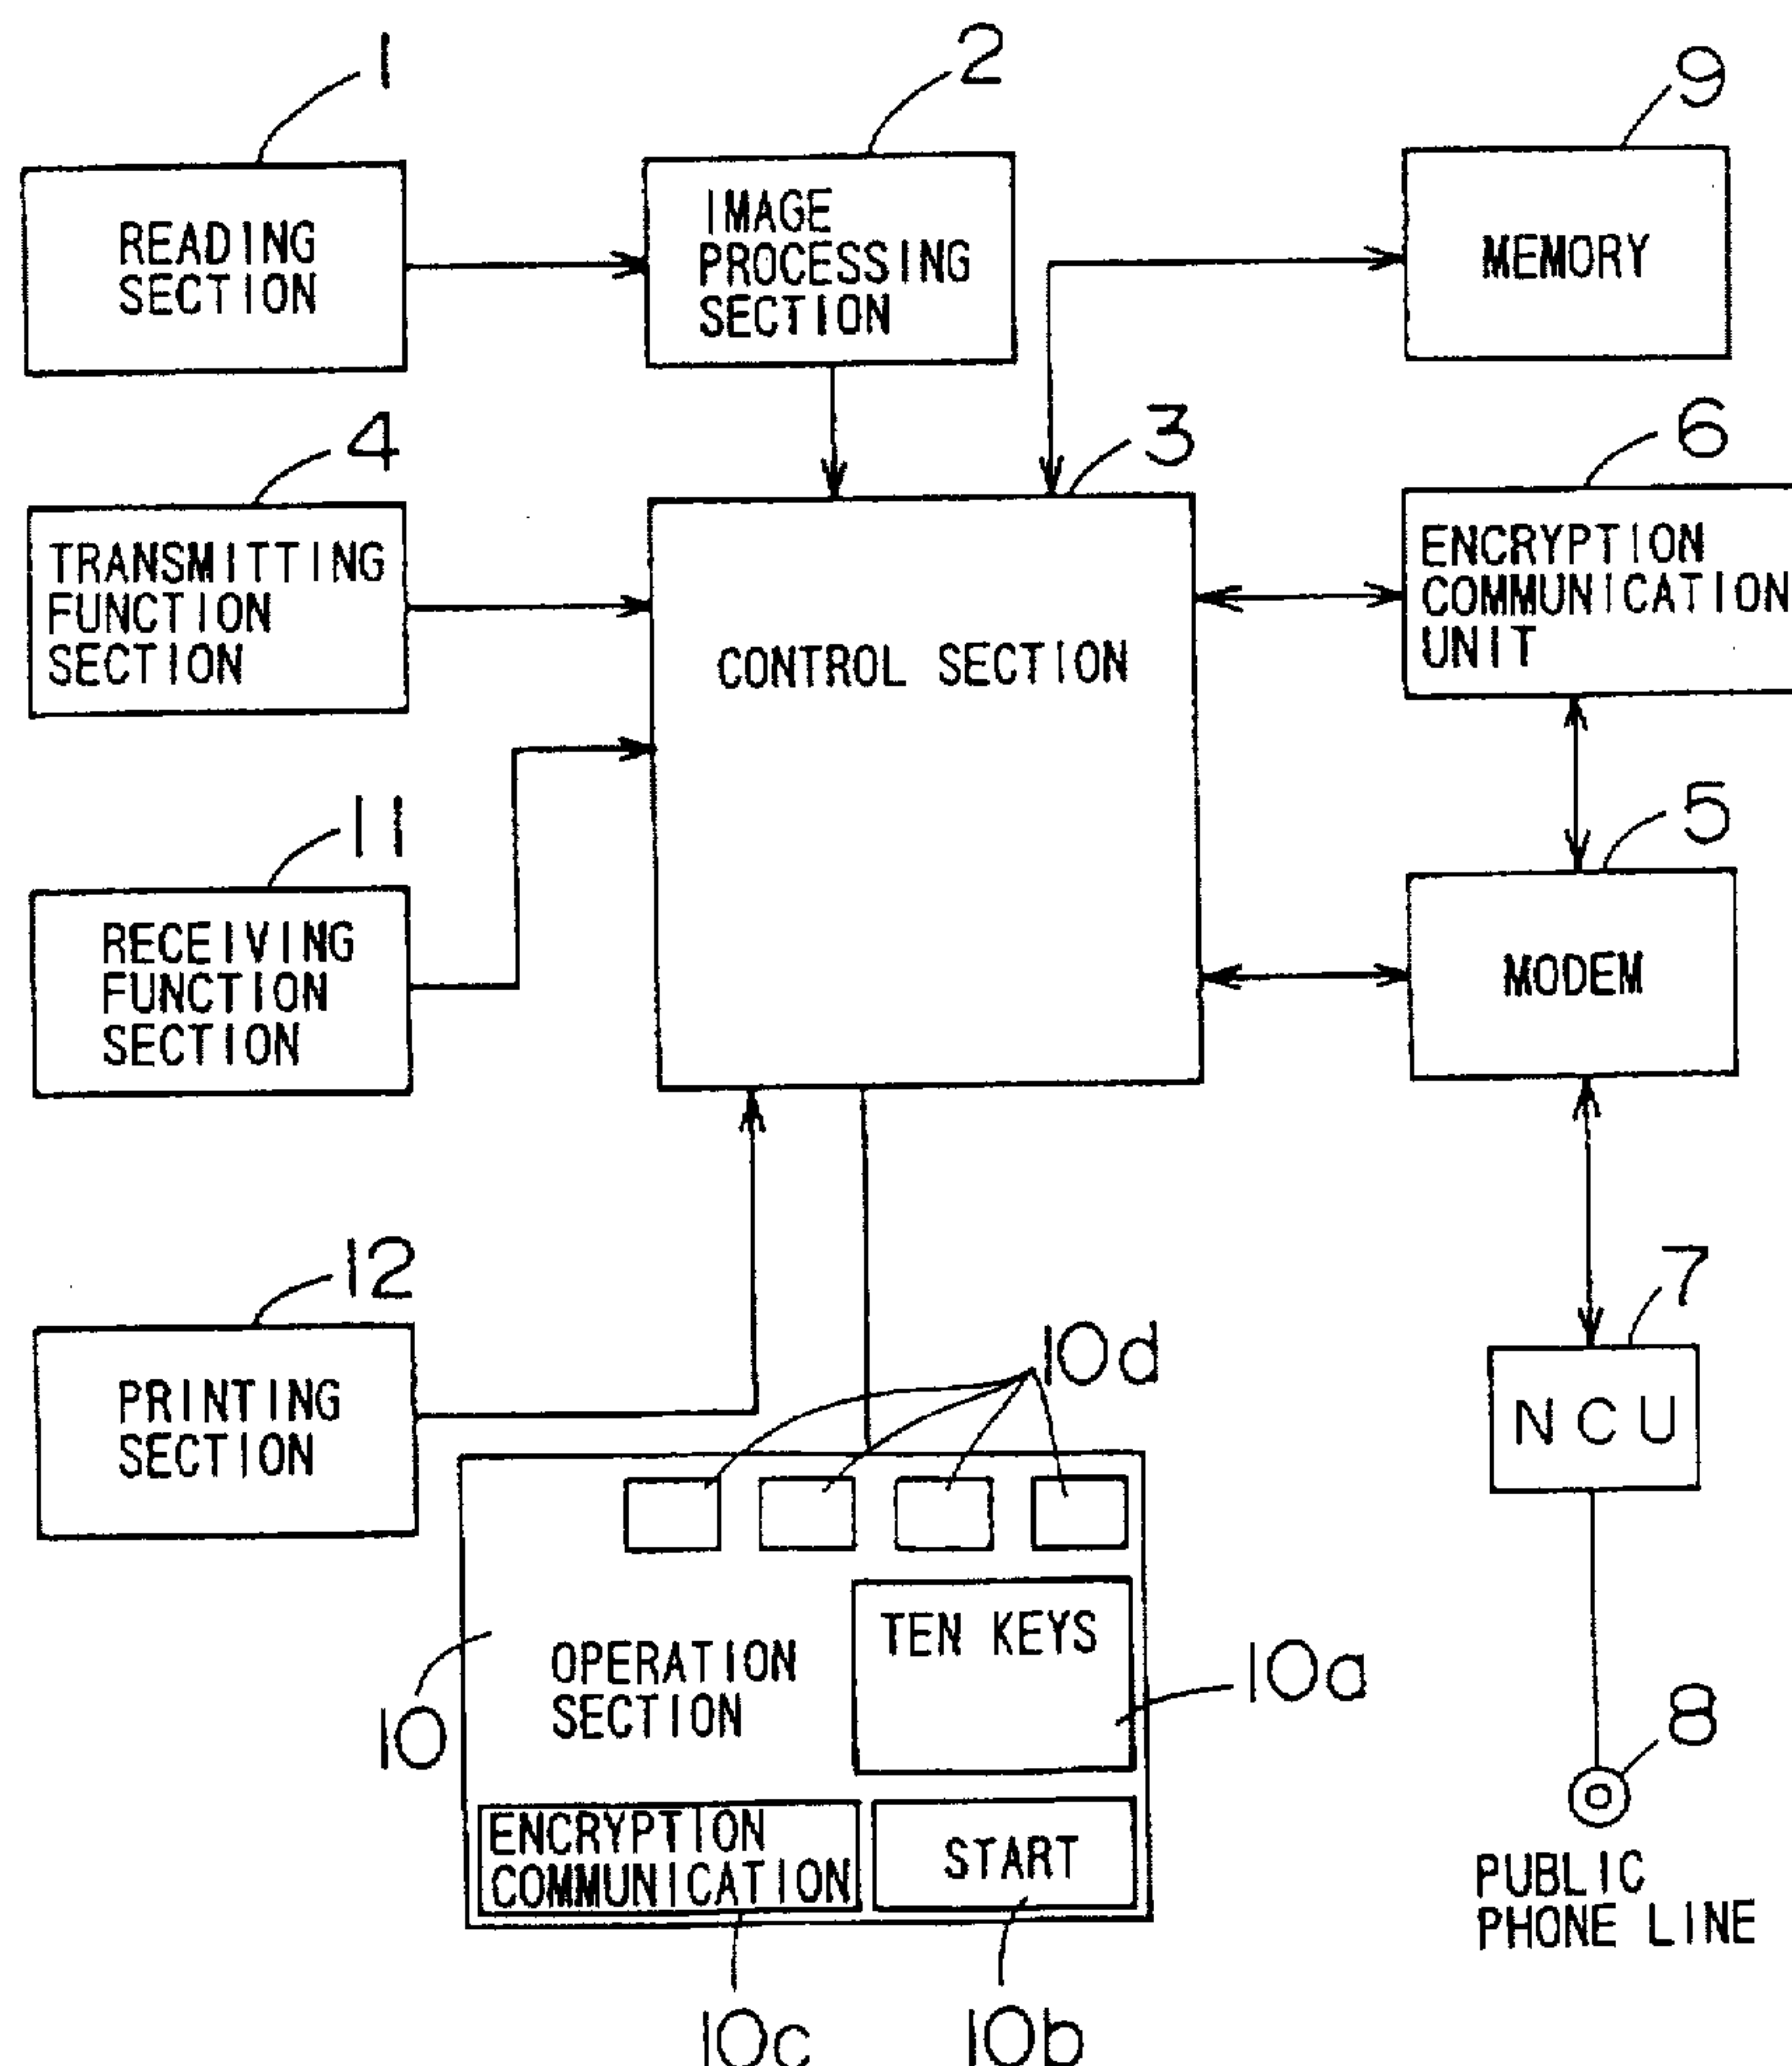 1
2
9
READING
SECTION
IMAGE
PROCESSING
SECTION
MEMORY
4
3
6
TRANSMITTING
FUNCTION
SECTION
CONTROL SECTION
ENCRYPTION
COMMUNICATION
UNIT
11
5
RECEIVING
FUNCTION
SECTION
MODEM
12
7
PRINTING
SECTION
10d
NCU
TEN KEYS
OPERATION
SECTION
10a
10
8
ENCRYPTION
COMMUNICATION
START
PUBLIC
PHONE LINE
10c
10b